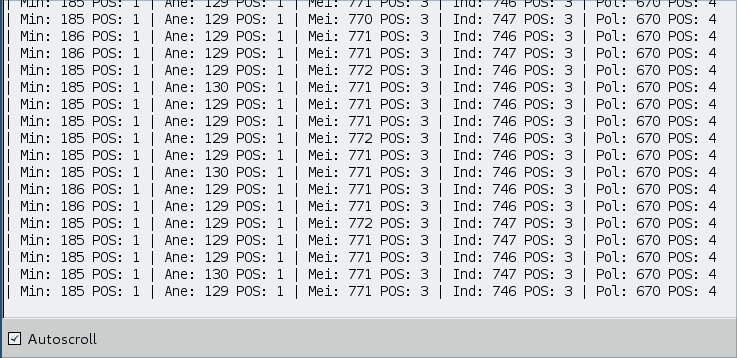 | Min: 185 POS: 1 | Ane: 129 POS: 1 | Mei: 771 POS: 3 | Ind: 746 POS: 3 | Pol: 670 POS: 4
| Min: 185 POS: 1 | Ane: 129 POS: 1 | Mei: 770 POS: 3 | Ind: 747 POS: 3 | Pol: 670 POS: 4
| Min: 186 POS: 1 | Ane: 129 POS: 1 | Mei: 771 POS: 3 | Ind: 746 POS: 3 | Pol: 670 POS: 4
| Min: 186 POS: 1 | Ane: 129 POS: 1 | Mei: 771 POS: 3 | Ind: 747 POS: 3 | Pol: 670 POS: 4
| Min: 185 POS: 1 | Ane: 129 POS: 1 | Mei: 772 POS: 3 | Ind: 746 POS: 3 | Pol: 670 POS: 4
| Min: 185 POS: 1 | Ane: 130 POS: 1 | Mei: 771 POS: 3 | Ind: 746 POS: 3 | Pol: 670 POS: 4
| Min: 185 POS: 1 | Ane: 129 POS: 1 | Mei: 771 POS: 3 | Ind: 746 POS: 3 | Pol: 670 POS: 4
| Min: 185 POS: 1 | Ane: 129 POS: 1 | Mei: 771 POS: 3 | Ind: 746 POS: 3 | Pol: 670 POS: 4
| Min: 185 POS: 1 | Ane: 129 POS: 1 | Mei: 772 POS: 3 | Ind: 746 POS: 3 | Pol: 670 POS: 4
| Min: 185 POS: 1 | Ane: 129 POS: 1 | Mei: 771 POS: 3 | Ind: 746 POS: 3 | Pol: 670 POS: 4
| Min: 185 POS: 1 | Ane: 130 POS: 1 | Mei: 771 POS: 3 | Ind: 746 POS: 3 | Pol: 670 POS: 4
| Min: 186 POS: 1 | Ane: 129 POS: 1 | Mei: 771 POS: 3 | Ind: 746 POS: 3 | Pol: 670 POS: 4
| Min: 186 POS: 1 | Ane: 129 POS: 1 | Mei: 771 POS: 3 | Ind: 746 POS: 3 | Pol: 670 POS: 4
| Min: 185 POS: 1 | Ane: 129 POS: 1 | Mei: 772 POS: 3 | Ind: 747 POS: 3 | Pol: 670 POS: 4
| Min: 185 POS: 1 | Ane: 129 POS: 1 | Mei: 771 POS: 3 | Ind: 747 POS: 3 | Pol: 670 POS: 4
| Min: 185 POS: 1 | Ane: 129 POS: 1 | Mei: 771 POS: 3 | Ind: 746 POS: 3 | Pol: 670 POS: 4
| Min: 185 POS: 1 | Ane: 130 POS: 1 | Mei: 771 POS: 3 | Ind: 747 POS: 3 | Pol: 670 POS: 4
| Min: 185 POS: 1 | Ane: 129 POS: 1 | Mei: 771 POS: 3 | Ind: 746 POS: 3 | Pol: 670 POS: 4
Autoscroll